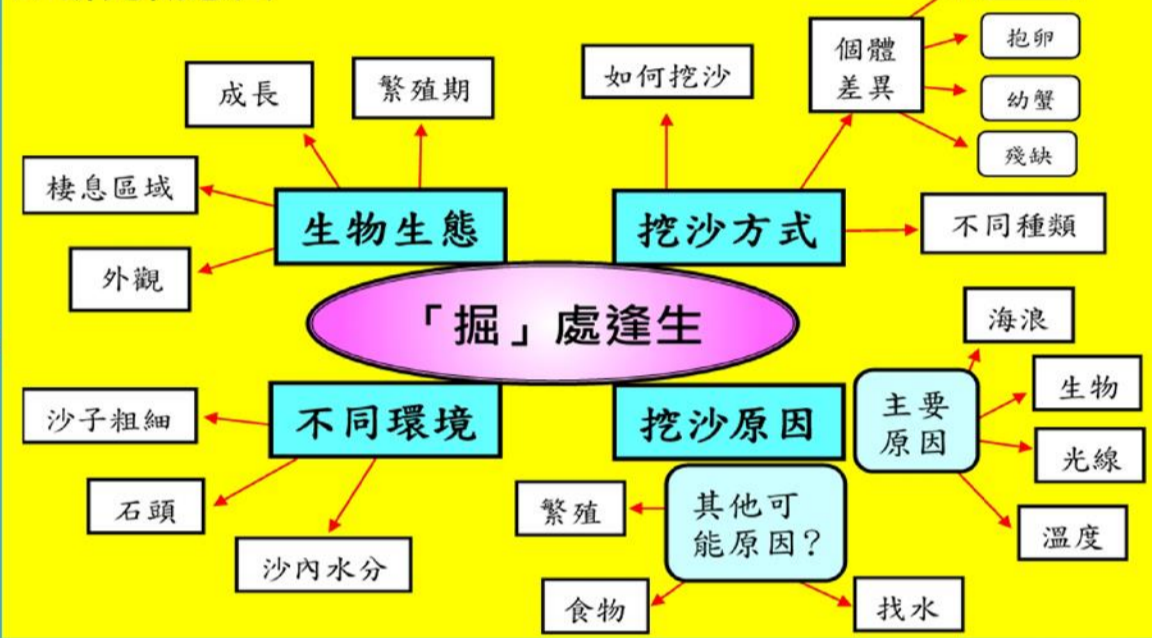 抱卵
個體
差異
幼蟹
殘缺
如何挖沙
繁殖期
成長
棲息區域
外觀
生物生態
挖沙方式
不同種類
「掘」處逢生
海浪
生物
主要
原因
光線
溫度
沙子粗細
不同環境
挖沙原因
石頭
沙內水分
繁殖
其他可
能原因?
食物
找水